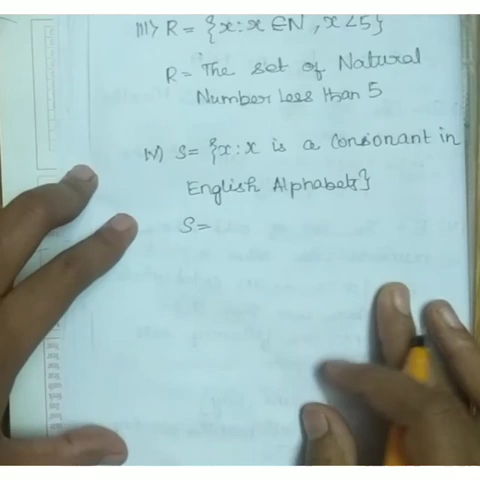 III) R = {x : x ∈ N, x < 5}
R = The set of Natural
Number Less than 5
IV) S = {x : x is a Consonant in
English Alphabets}
S =